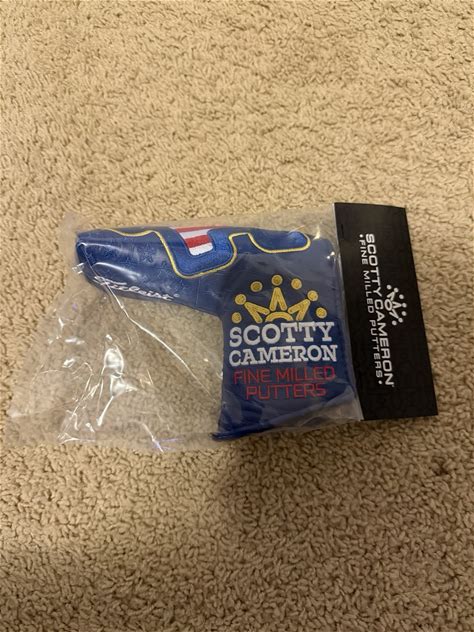 Titleist
SCOTTY
CAMERON
FINE MILLED
PUTTERS
SCOTTY CAMERON
FINE MILLED PUTTERS